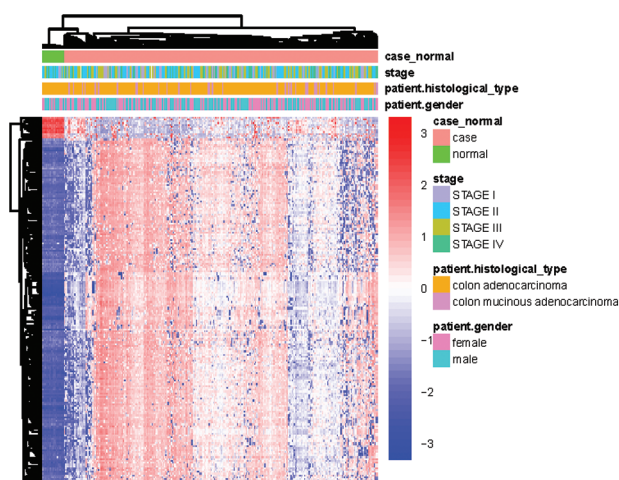 case_normal
stage
patient.histological_type
patient.gender
3
2
1
0
−1
−2
−3
case_normal
case
normal
stage
STAGE I
STAGE II
STAGE III
STAGE IV
patient.histological_type
colon adenocarcinoma
colon mucinous adenocarcinoma
patient.gender
female
male